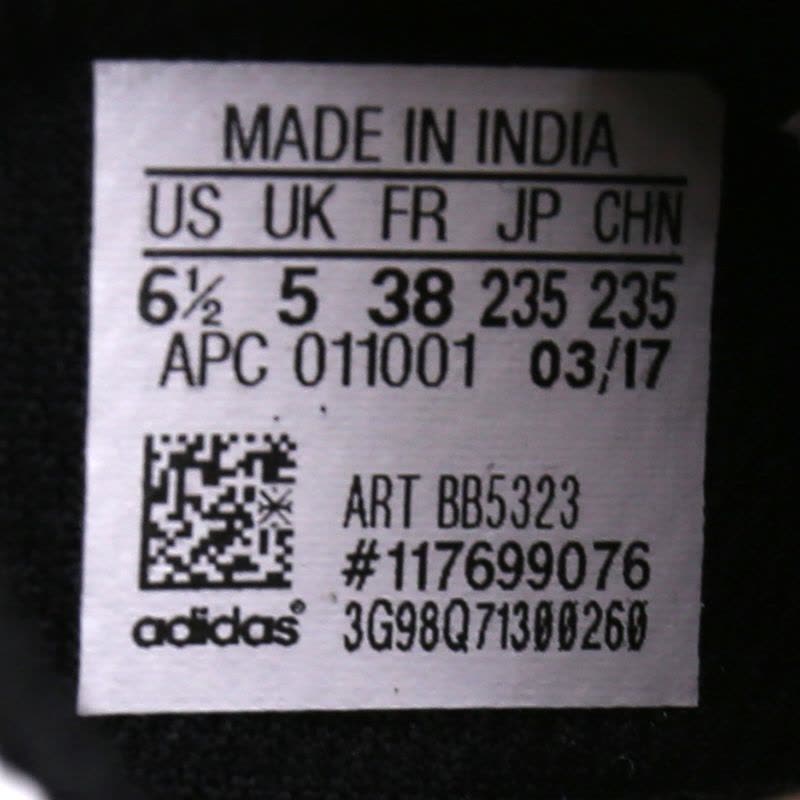 MADE IN INDIA
US UK FR JP CHN
6½ 5 38 235 235
APC 011001 03/17
ART BB5323
#117699076
adidas® 3G98Q71300260